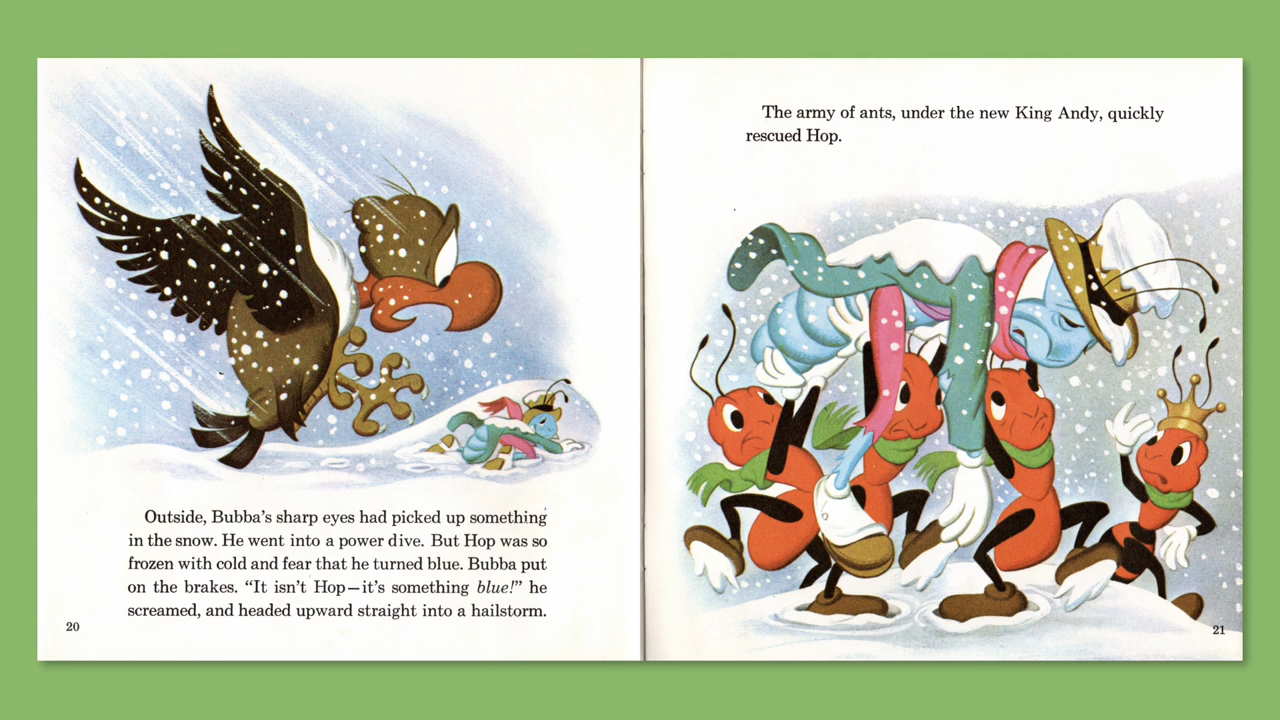 Outside, Bubba's sharp eyes had picked up something
in the snow. He went into a power dive. But Hop was so
frozen with cold and fear that he turned blue. Bubba put
on the brakes. “It isn't Hop—it's something blue!” he
screamed, and headed upward straight into a hailstorm.
20
The army of ants, under the new King Andy, quickly
rescued Hop.
21